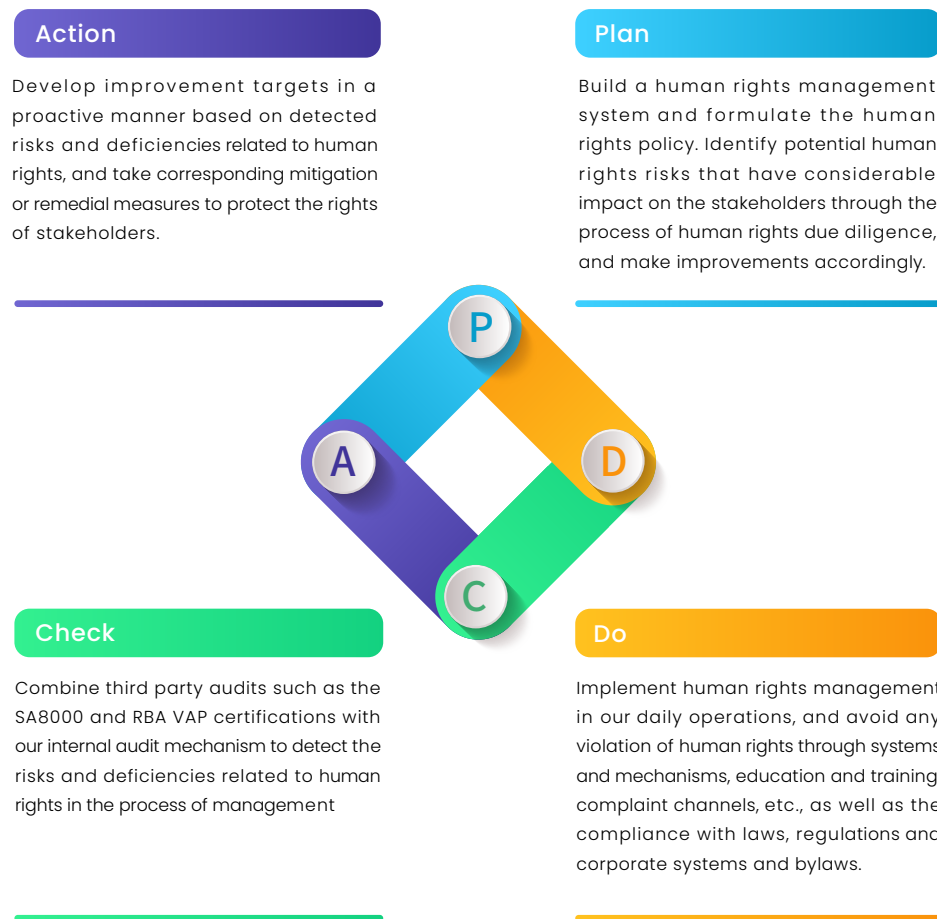 Action
Develop improvement targets in a
proactive manner based on detected
risks and deficiencies related to human
rights, and take corresponding mitigation
or remedial measures to protect the rights
of stakeholders.
Plan
Build a human rights management
system and formulate the human
rights policy. Identify potential human
rights risks that have considerable
impact on the stakeholders through the
process of human rights due diligence,
and make improvements accordingly.
P
A
D
C
Check
Combine third party audits such as the
SA8000 and RBA VAP certifications with
our internal audit mechanism to detect the
risks and deficiencies related to human
rights in the process of management
Do
Implement human rights management
in our daily operations, and avoid any
violation of human rights through systems
and mechanisms, education and training
complaint channels, etc., as well as the
compliance with laws, regulations and
corporate systems and bylaws.